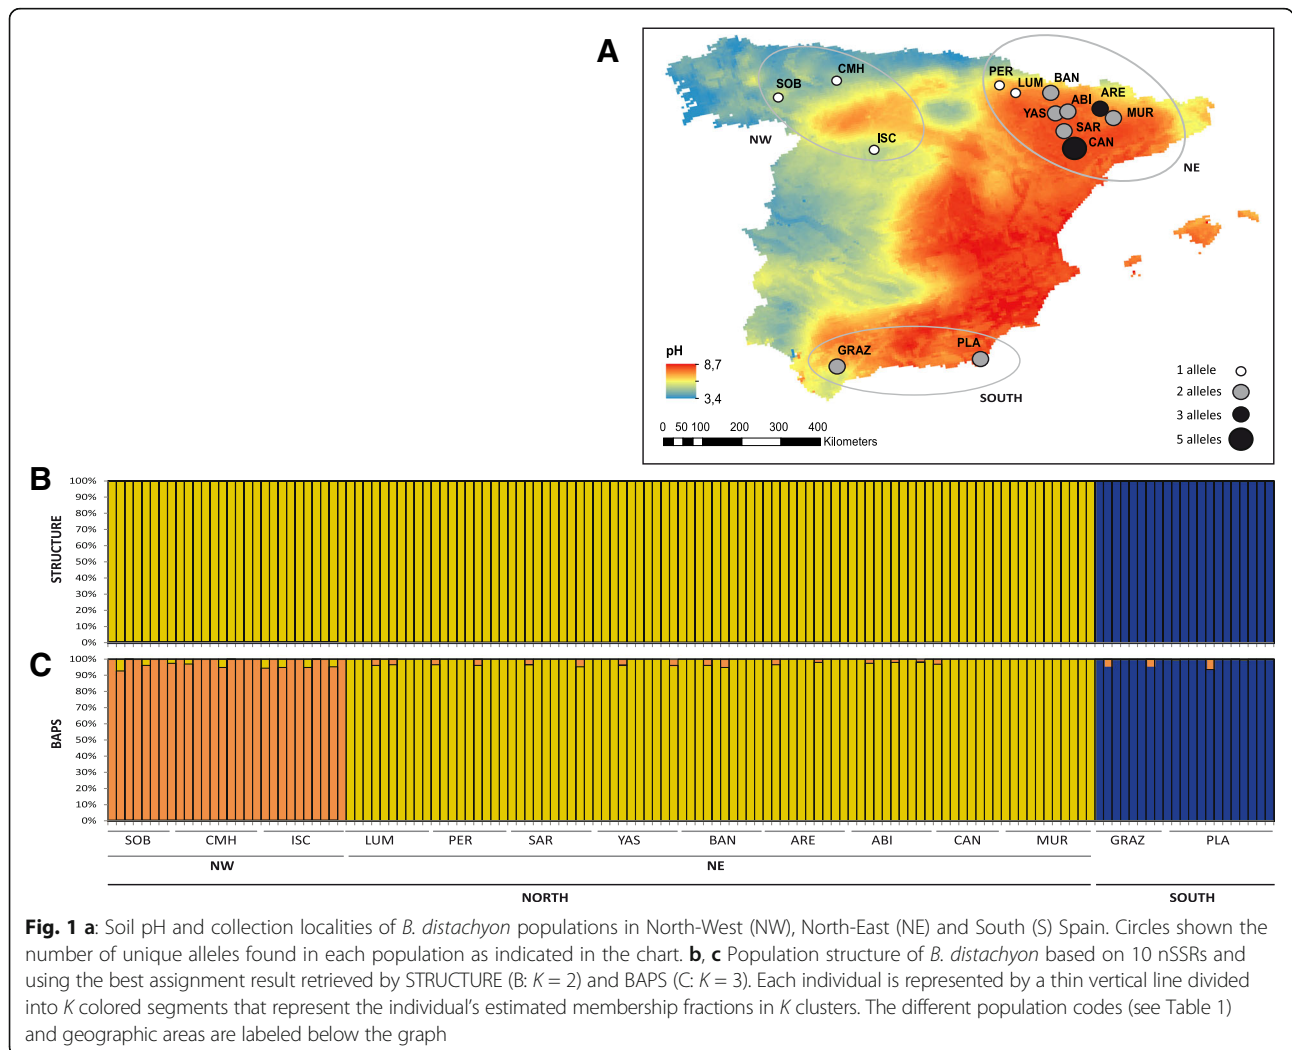 A
PER
LUM
BAN
CMH
SOB
ABI
ARE
YAS
MUR
SAR
ISC
CAN
NW
NE
pH
8,7
3,4
GRAZ
PLA
SOUTH
1 allele
2 alleles
3 alleles
5 alleles
0 50 100 200 300 400
Kilometers
B
STRUCTURE
100%
90%
80%
70%
60%
50%
40%
30%
20%
10%
0%
C
BAPS
100%
90%
80%
70%
60%
50%
40%
30%
20%
10%
0%
SOB CMH ISC LUM PER SAR YAS BAN ARE ABI CAN MUR GRAZ PLA
NW NE
NORTH SOUTH
Fig. 1 a: Soil pH and collection localities of B. distachyon populations in North-West (NW), North-East (NE) and South (S) Spain. Circles shown the
number of unique alleles found in each population as indicated in the chart. b, c Population structure of B. distachyon based on 10 nSSRs and
using the best assignment result retrieved by STRUCTURE (B: K = 2) and BAPS (C: K = 3). Each individual is represented by a thin vertical line divided
into K colored segments that represent the individual's estimated membership fractions in K clusters. The different population codes (see Table 1)
and geographic areas are labeled below the graph